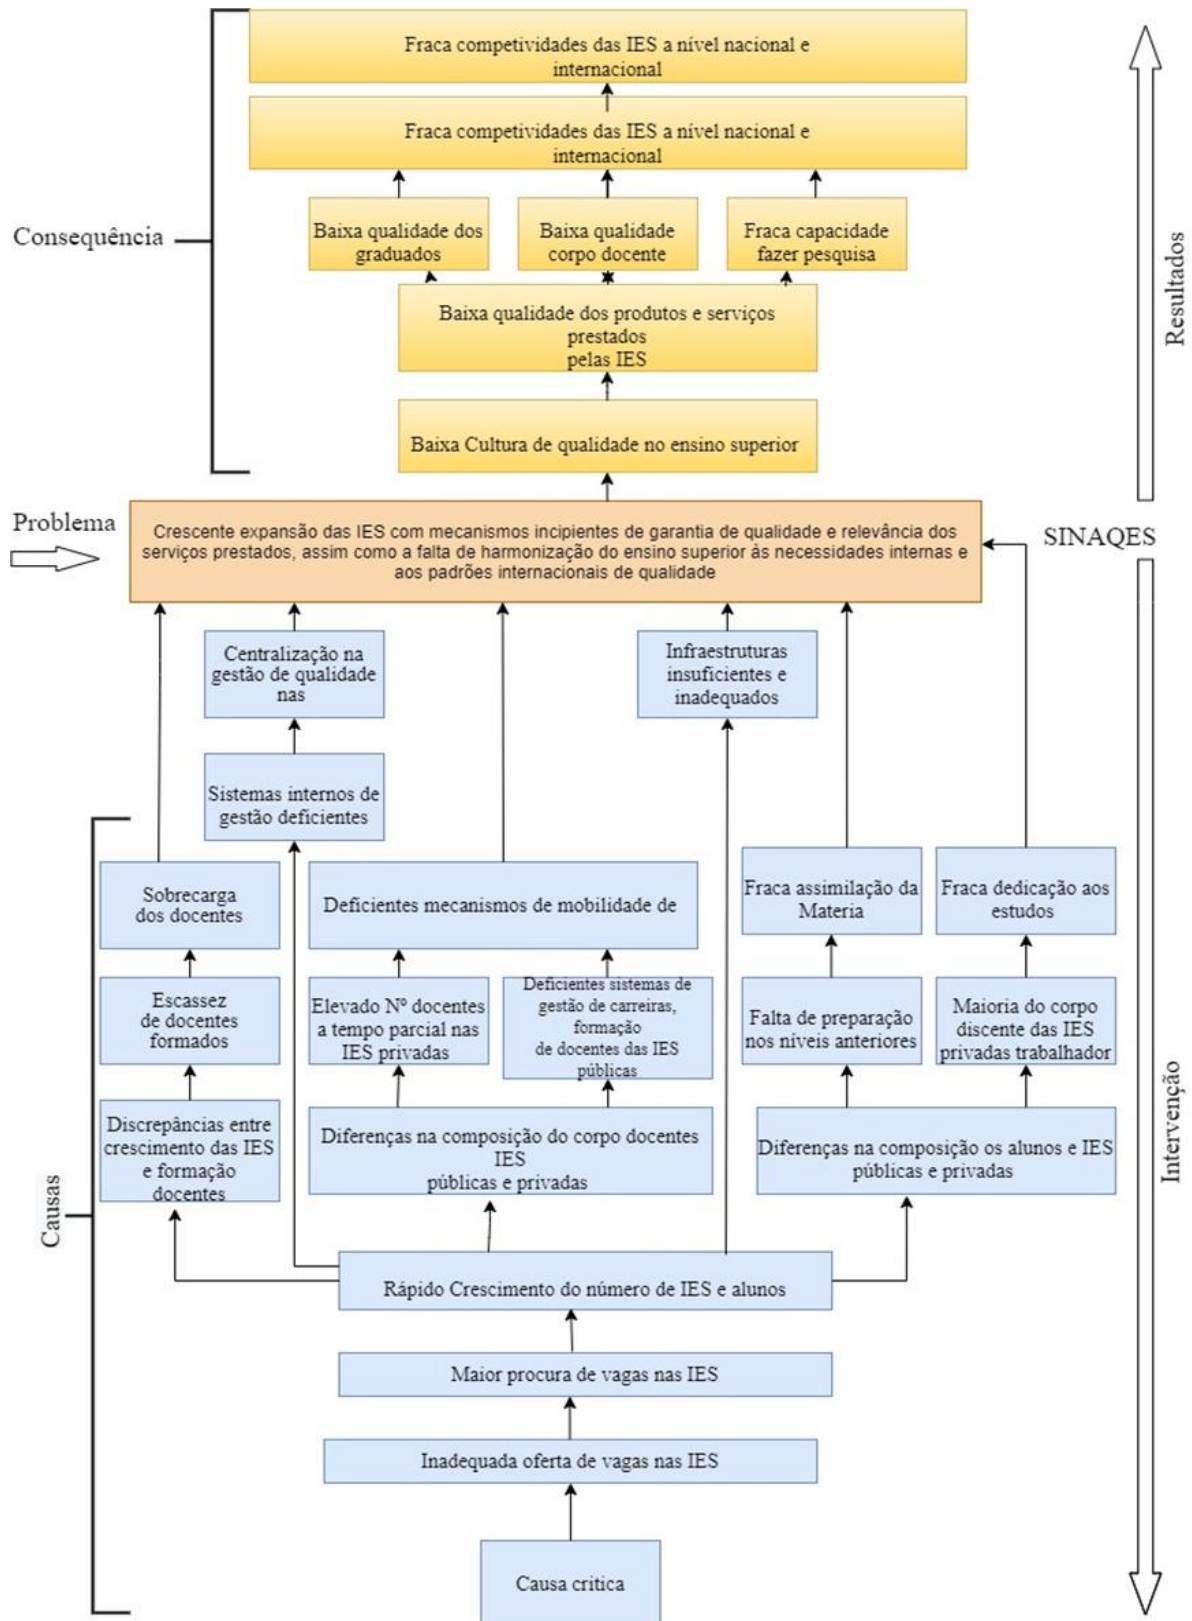 Fraca competividades das IES a nível nacional e
internacional
Fraca competividades das IES a nível nacional e
internacional
Consequência
Baixa qualidade dos
graduados
Baixa qualidade
corpo docente
Fraca capacidade
fazer pesquisa
Resultados
Baixa qualidade dos produtos e serviços
prestados
pelas IES
Baixa Cultura de qualidade no ensino superior
Problema
Crescente expansão das IES com mecanismos incipientes de garantia de qualidade e relevância dos
serviços prestados, assim como a falta de harmonização do ensino superior às necessidades internas e
aos padrões internacionais de qualidade
SINAQES
Centralização na
gestão de qualidade
nas
Infraestruturas
insuficientes e
inadequados
Sistemas internos de
gestão deficientes
Sobrecarga
dos docentes
Deficientes mecanismos de mobilidade de
Fraca assimilação da
Materia
Fraca dedicação aos
estudos
Escassez
de docentes
formados
Elevado Nº docentes
a tempo parcial nas
IES privadas
Deficientes sistemas de
gestão de carreiras,
formação
de docentes das IES
públicas
Falta de preparação
nos níveis anteriores
Maioria do corpo
discente das IES
privadas trabalhador
Intervenção
Discrepâncias entre
crescimento das IES
e formação
docentes
Diferenças na composição do corpo docentes
IES
públicas e privadas
Diferenças na composição os alunos e IES
públicas e privadas
Causas
Rápido Crescimento do número de IES e alunos
Maior procura de vagas nas IES
Inadequada oferta de vagas nas IES
Causa critica